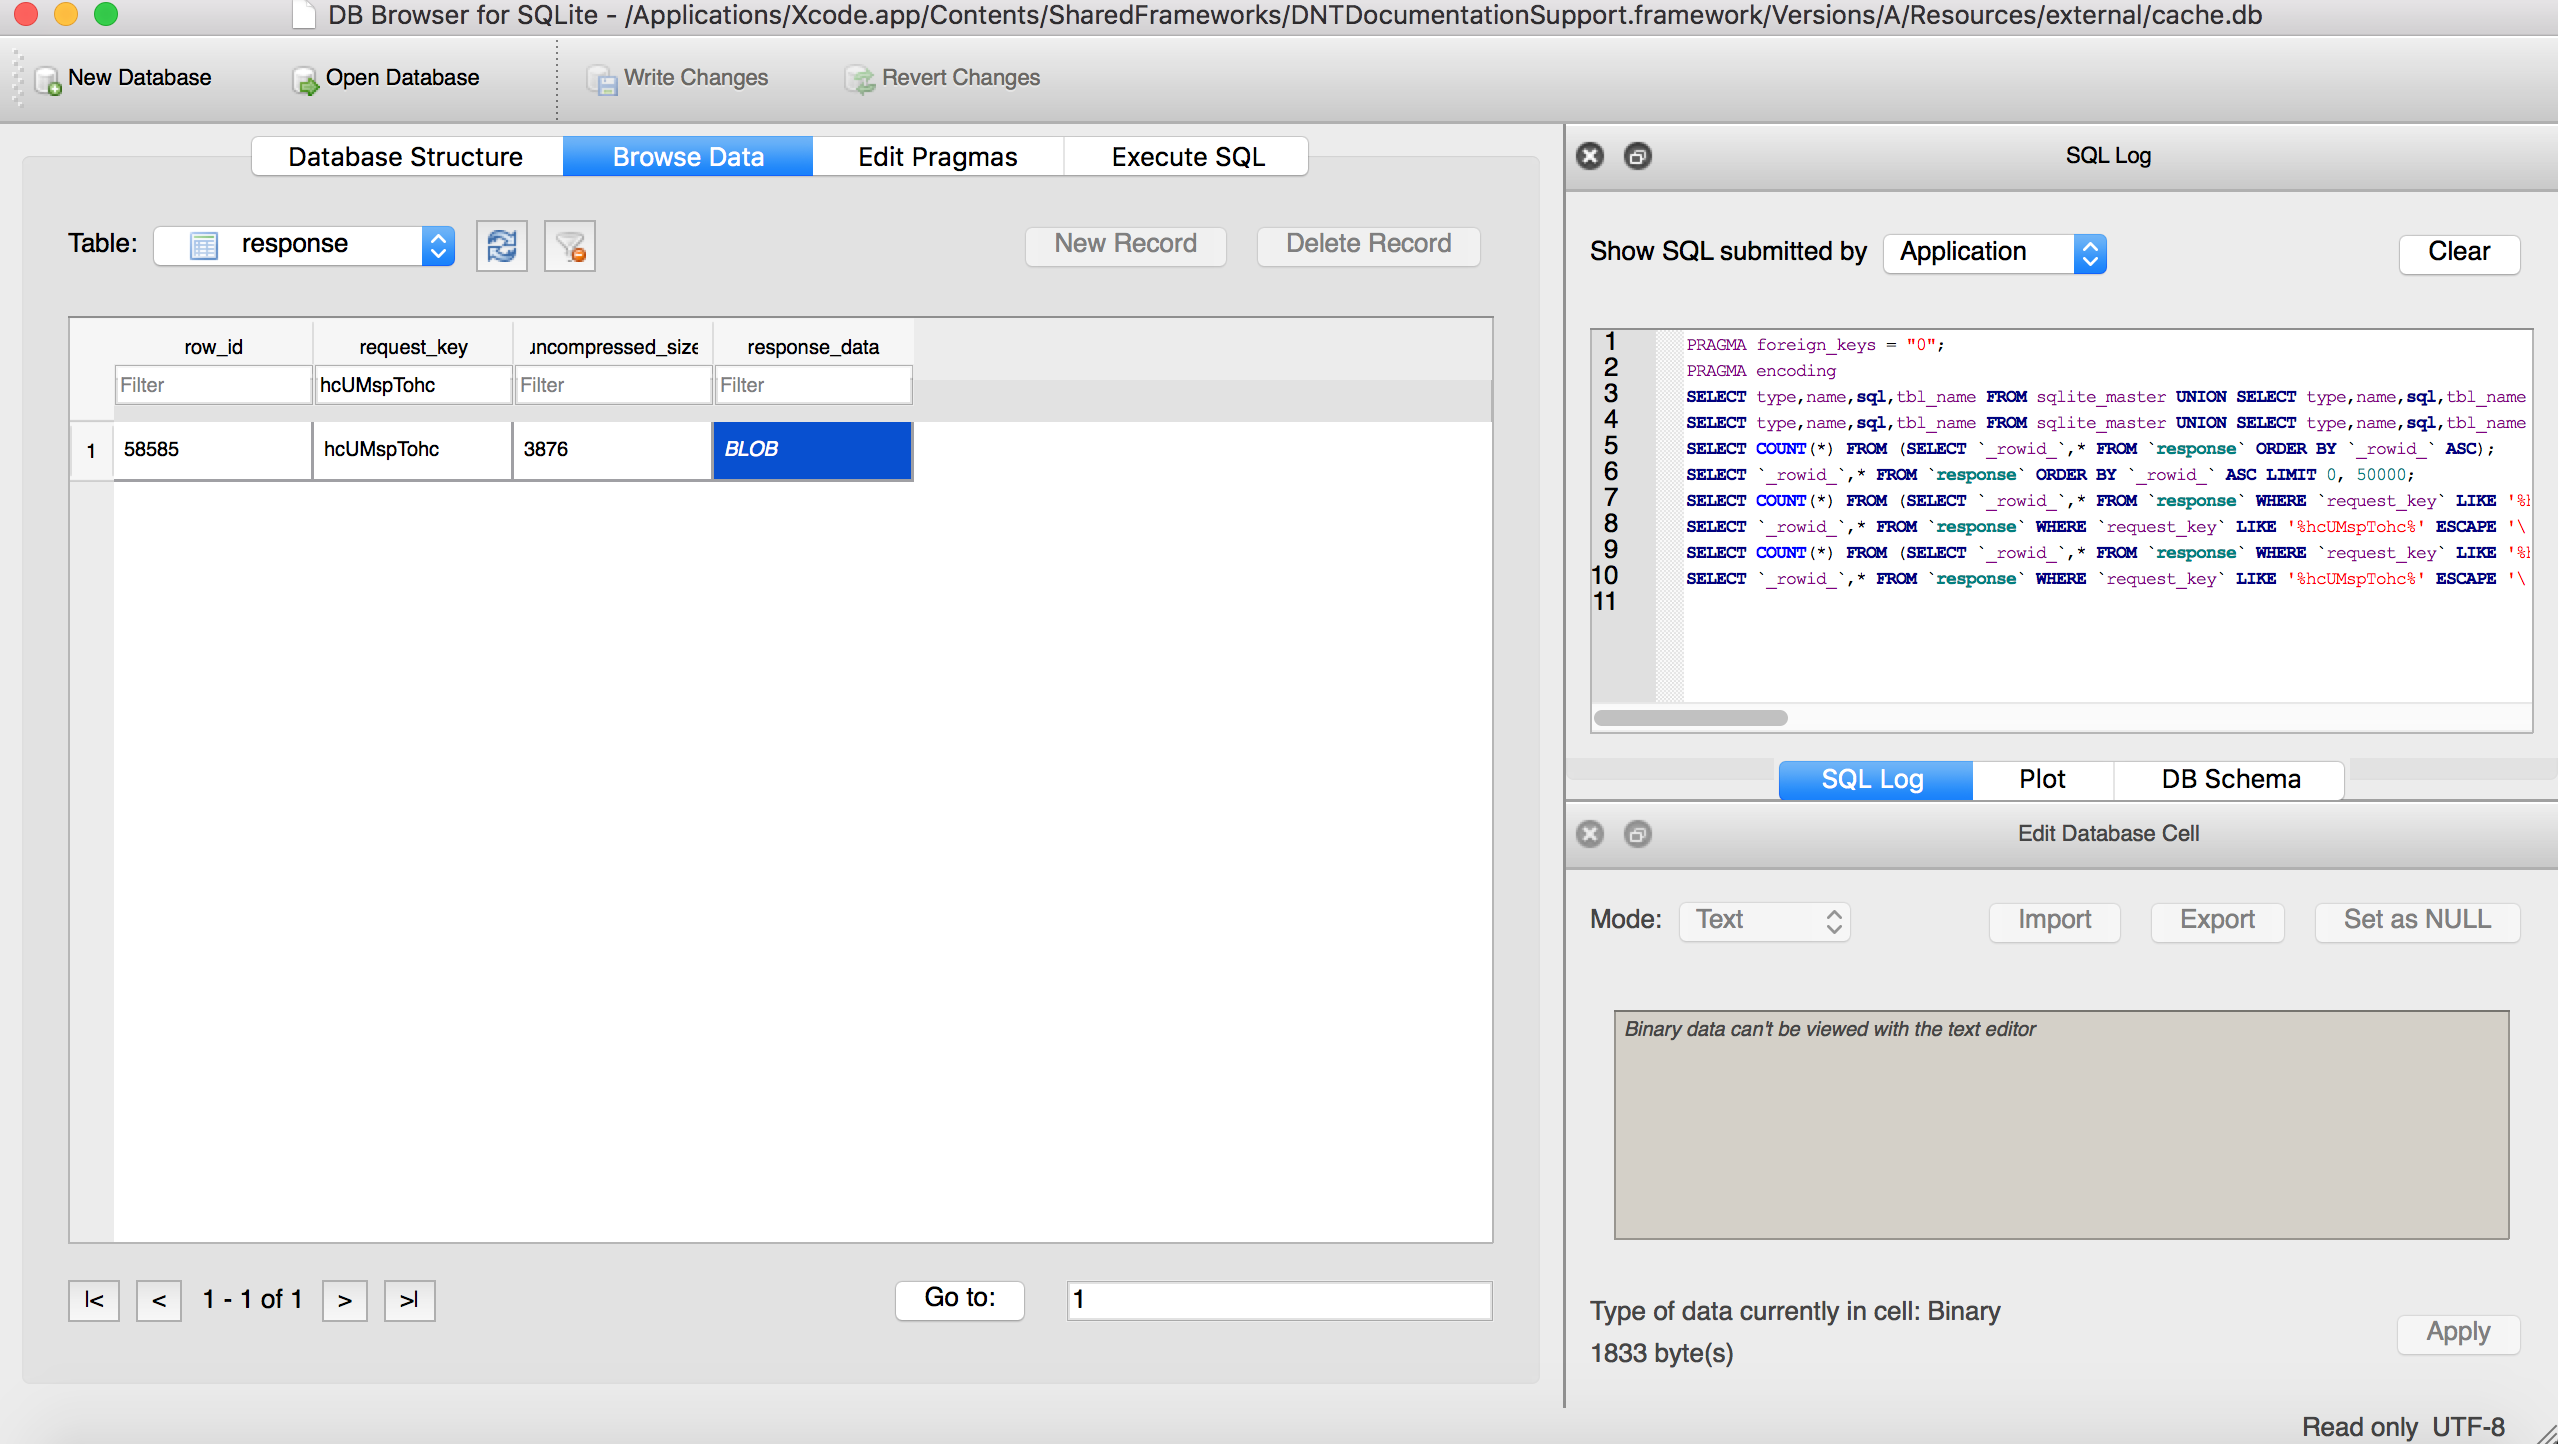 DB Browser for SQLite - /Applications/Xcode.app/Contents/SharedFrameworks/DNTDocumentationSupport.framework/Versions/A/Resources/external/cache.db
New Database Open Database Write Changes Revert Changes
Database Structure Browse Data Edit Pragmas Execute SQL
Table: response New Record Delete Record
row_id request_key uncompressed_size response_data
Filter hcUMspTohc Filter Filter
1 58585 hcUMspTohc 3876 BLOB
|< < 1 - 1 of 1 > >| Go to: 1
SQL Log
Show SQL submitted by Application Clear
1 PRAGMA foreign_keys = "0";
2 PRAGMA encoding
3 SELECT type,name,sql,tbl_name FROM sqlite_master UNION SELECT type,name,sql,tbl_name
4 SELECT type,name,sql,tbl_name FROM sqlite_master UNION SELECT type,name,sql,tbl_name
5 SELECT COUNT(*) FROM (SELECT `_rowid_`,* FROM `response` ORDER BY `_rowid_` ASC);
6 SELECT `_rowid_`,* FROM `response` ORDER BY `_rowid_` ASC LIMIT 0, 50000;
7 SELECT COUNT(*) FROM (SELECT `_rowid_`,* FROM `response` WHERE `request_key` LIKE '%h
8 SELECT `_rowid_`,* FROM `response` WHERE `request_key` LIKE '%hcUMspTohc%' ESCAPE '\
9 SELECT COUNT(*) FROM (SELECT `_rowid_`,* FROM `response` WHERE `request_key` LIKE '%h
10 SELECT `_rowid_`,* FROM `response` WHERE `request_key` LIKE '%hcUMspTohc%' ESCAPE '\
11
SQL Log Plot DB Schema
Edit Database Cell
Mode: Text Import Export Set as NULL
Binary data can't be viewed with the text editor
Type of data currently in cell: Binary
1833 byte(s)
Apply
Read only UTF-8